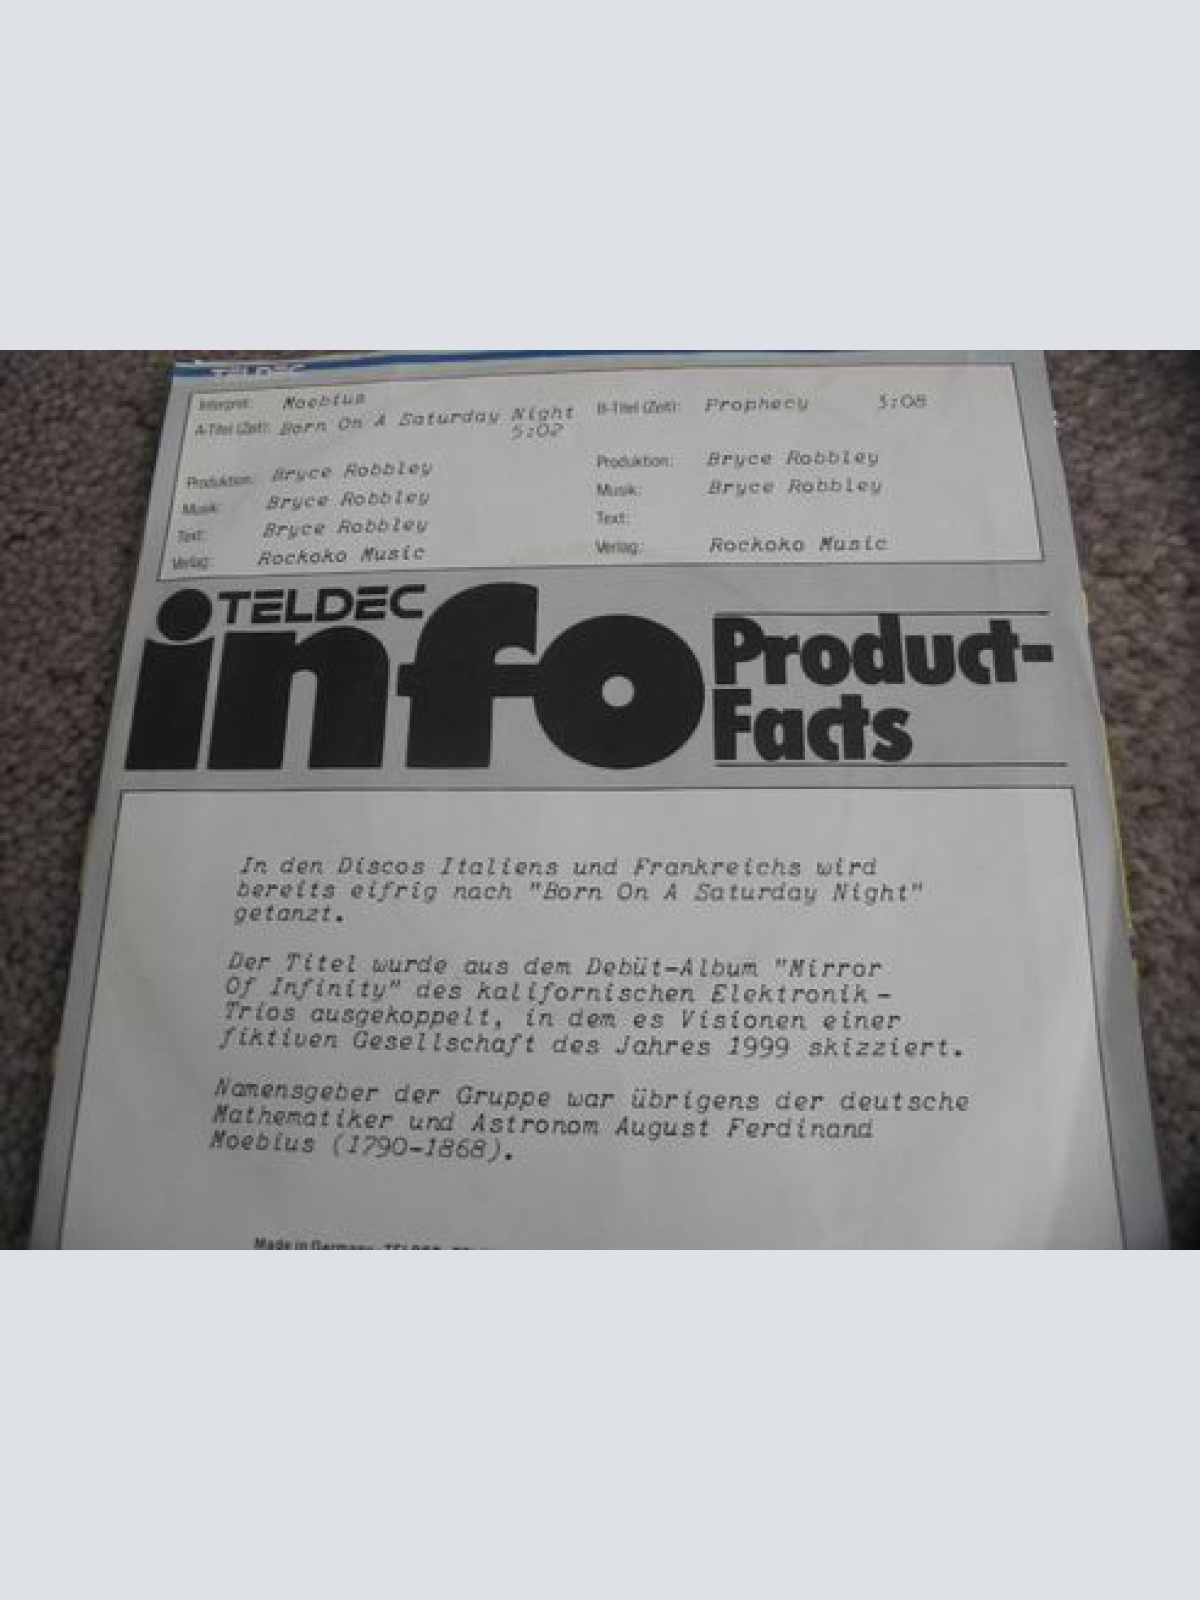 TELDEC
Interpret: Moebius
A-Titel (Zeit): Born On A Saturday Night
5:02
Produktion: Bryce Robbley
Musik: Bryce Robbley
Text: Bryce Robbley
Verlag: Rockoko Music
B-Titel (Zeit): Prophecy 3:08
Produktion: Bryce Robbley
Musik: Bryce Robbley
Text:
Verlag: Rockoko Music
TELDEC
info
Product-
Facts
In den Discos Italiens und Frankreichs wird
bereits eifrig nach "Born On A Saturday Night"
getanzt.
Der Titel wurde aus dem Debüt-Album "Mirror
Of Infinity" des kalifornischen Elektronik-
Trios ausgekoppelt, in dem es Visionen einer
fiktiven Gesellschaft des Jahres 1999 skizziert.
Namensgeber der Gruppe war übrigens der deutsche
Mathematiker und Astronom August Ferdinand
Moebius (1790-1868).
Made in Germany · TELDEC